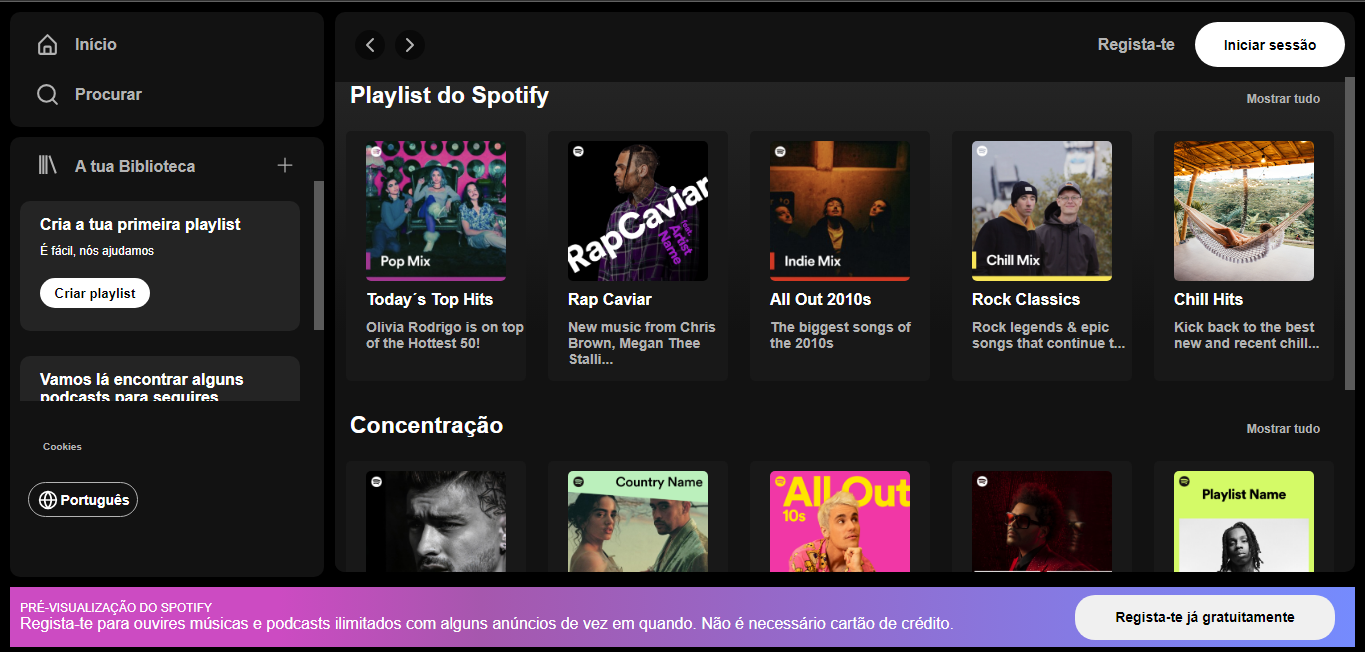 Início
Procurar
A tua Biblioteca
Cria a tua primeira playlist
É fácil, nós ajudamos
Criar playlist
Vamos lá encontrar alguns
podcasts para seguires
Cookies
Português
Regista-te
Iniciar sessão
Playlist do Spotify
Mostrar tudo
Pop Mix
Today´s Top Hits
Olivia Rodrigo is on top
of the Hottest 50!
RapCaviar
feat.
Artist
Name
Rap Caviar
New music from Chris
Brown, Megan Thee
Stalli...
Indie Mix
All Out 2010s
The biggest songs of
the 2010s
Chill Mix
Rock Classics
Rock legends & epic
songs that continue t...
Chill Hits
Kick back to the best
new and recent chill...
Concentração
Mostrar tudo
Country Name
All Out
10s
Playlist Name
PRÉ-VISUALIZAÇÃO DO SPOTIFY
Regista-te para ouvires músicas e podcasts ilimitados com alguns anúncios de vez em quando. Não é necessário cartão de crédito.
Regista-te já gratuitamente